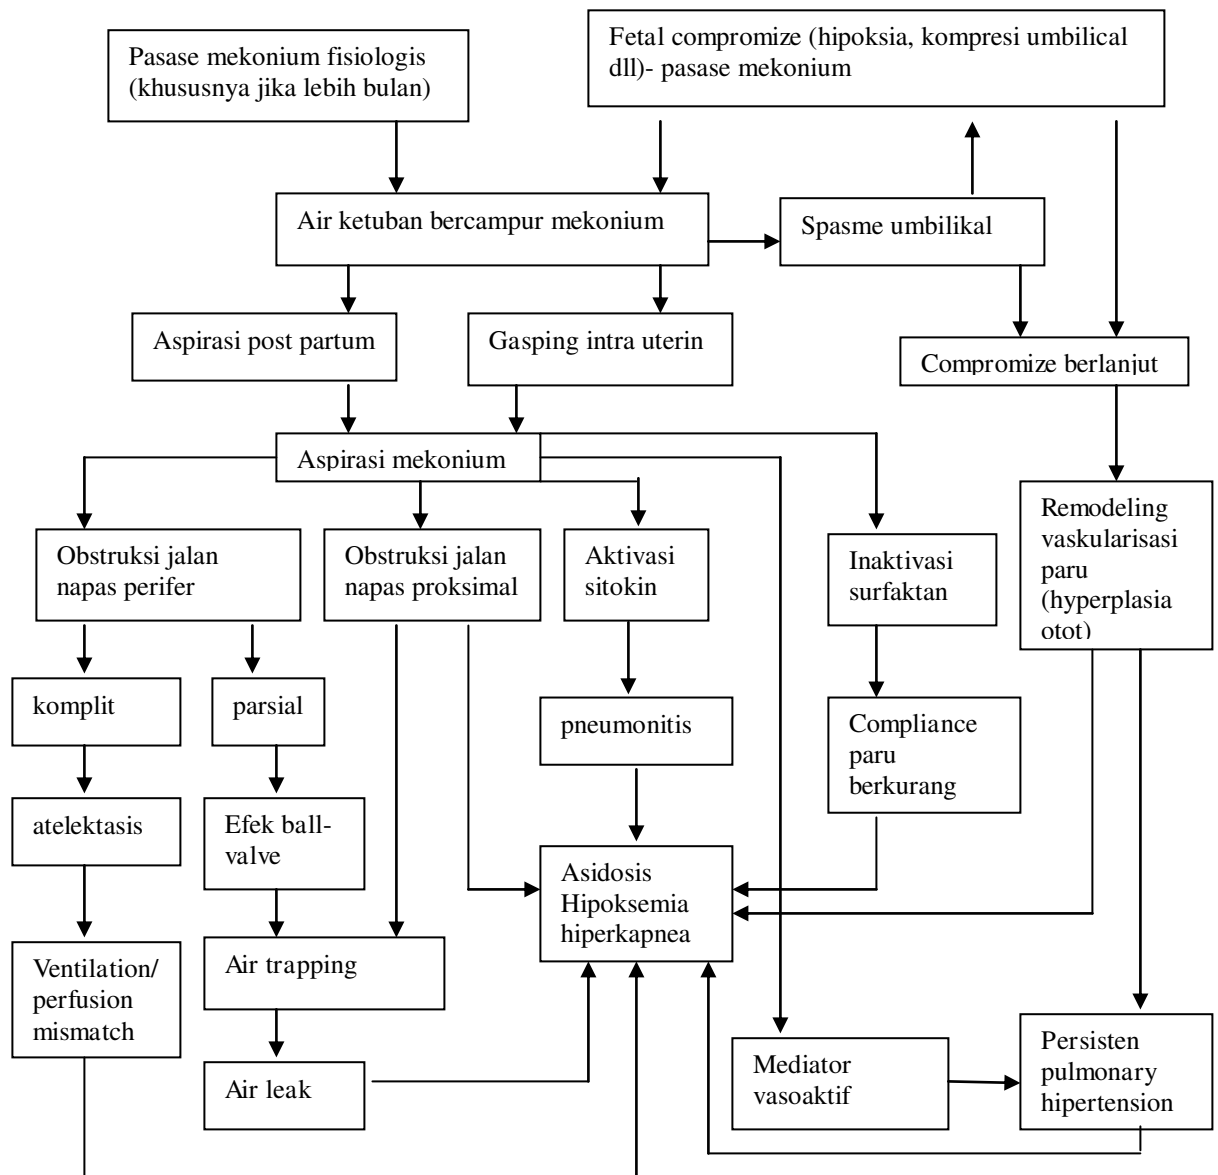 Pasase mekonium fisiologis
(khususnya jika lebih bulan)
Fetal compromize (hipoksia, kompresi umbilical
dll)- pasase mekonium
Air ketuban bercampur mekonium
Spasme umbilikal
Aspirasi post partum
Gasping intra uterin
Compromize berlanjut
Aspirasi mekonium
Obstruksi jalan
napas perifer
Obstruksi jalan
napas proksimal
Aktivasi
sitokin
Inaktivasi
surfaktan
Remodeling
vaskularisasi
paru
(hyperplasia
otot)
komplit
parsial
pneumonitis
Compliance
paru
berkurang
atelektasis
Efek ball-
valve
Asidosis
Hipoksemia
hiperkapnea
Ventilation/
perfusion
mismatch
Air trapping
Air leak
Mediator
vasoaktif
Persisten
pulmonary
hipertension